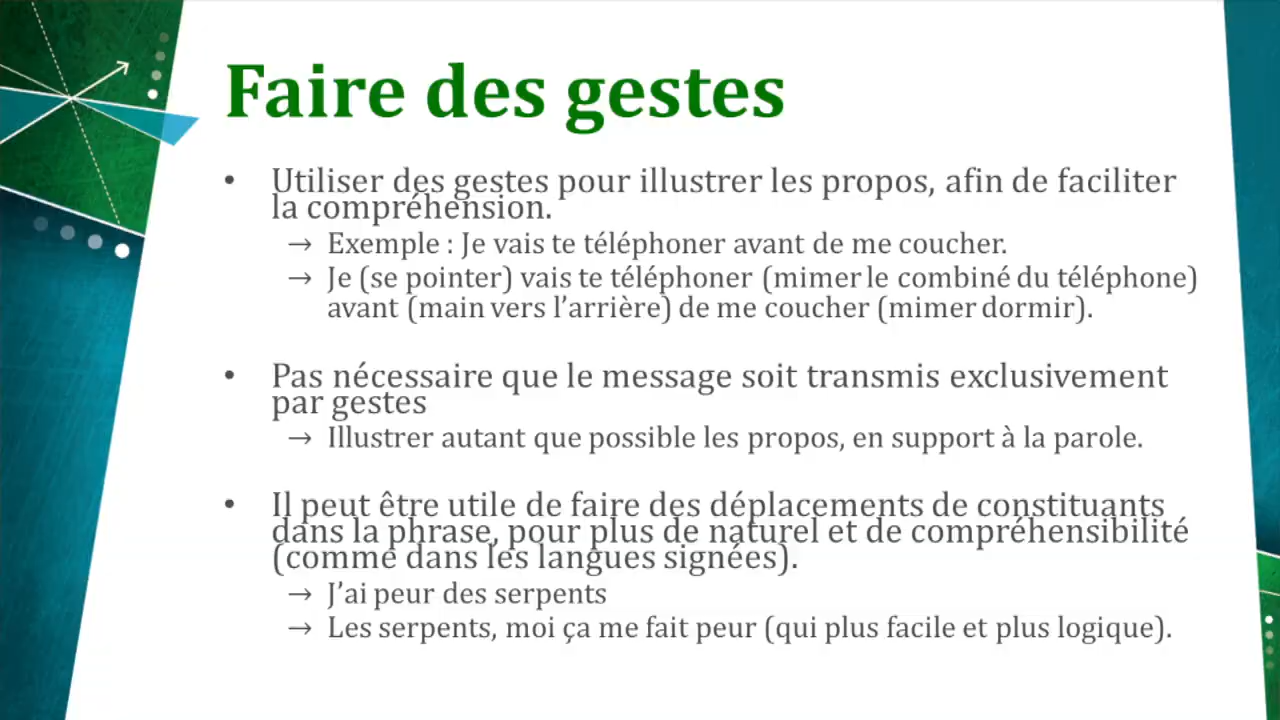 Faire des gestes
• Utiliser des gestes pour illustrer les propos, afin de faciliter
la compréhension.
→ Exemple : Je vais te téléphoner avant de me coucher.
→ Je (se pointer) vais te téléphoner (mimer le combiné du téléphone)
avant (main vers l’arrière) de me coucher (mimer dormir).
• Pas nécessaire que le message soit transmis exclusivement
par gestes
→ Illustrer autant que possible les propos, en support à la parole.
• Il peut être utile de faire des déplacements de constituants
dans la phrase, pour plus de naturel et de compréhensibilité
(comme dans les langues signées).
→ J’ai peur des serpents
→ Les serpents, moi ça me fait peur (qui plus facile et plus logique).